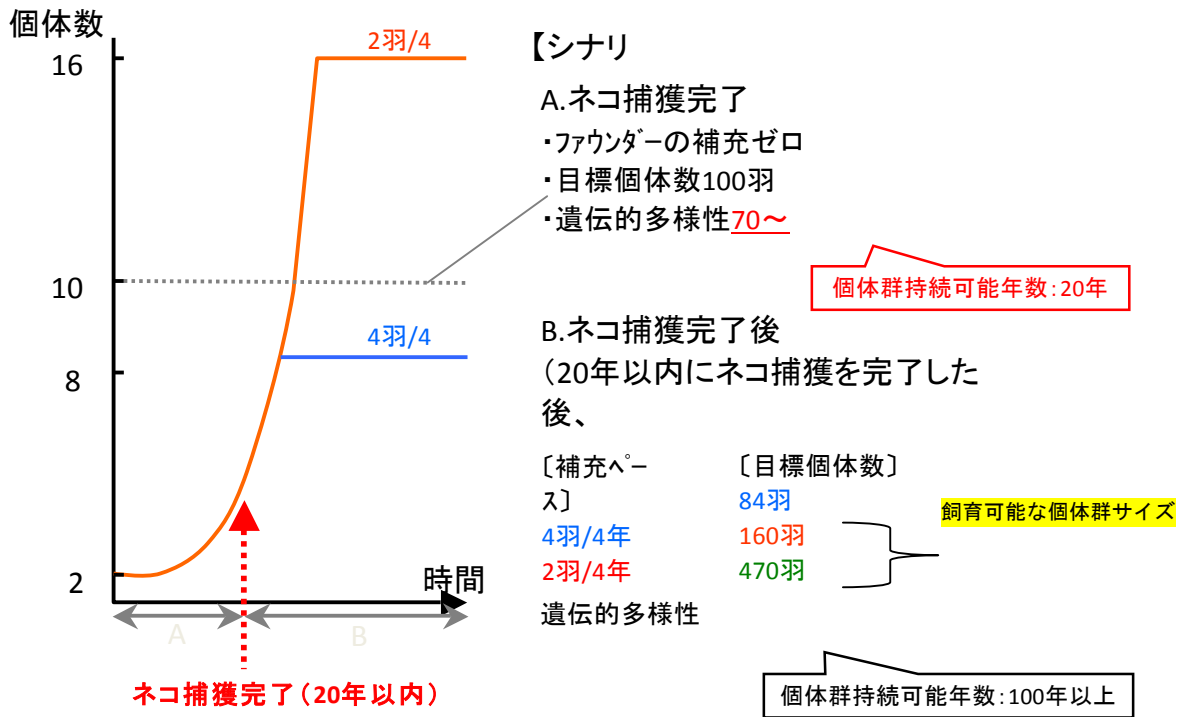 個体数
16
10
8
2
2羽/4
4羽/4
時間
A
B
ネコ捕獲完了（20年以内）
【シナリ
A.ネコ捕獲完了
・ファウンダーの補充ゼロ
・目標個体数100羽
・遺伝的多様性70～
個体群持続可能年数：20年
B.ネコ捕獲完了後
（20年以内にネコ捕獲を完了した
後、
〔補充ペー
ス〕
4羽/4年
2羽/4年
〔目標個体数〕
84羽
160羽
470羽
飼育可能な個体群サイズ
遺伝的多様性
個体群持続可能年数：100年以上